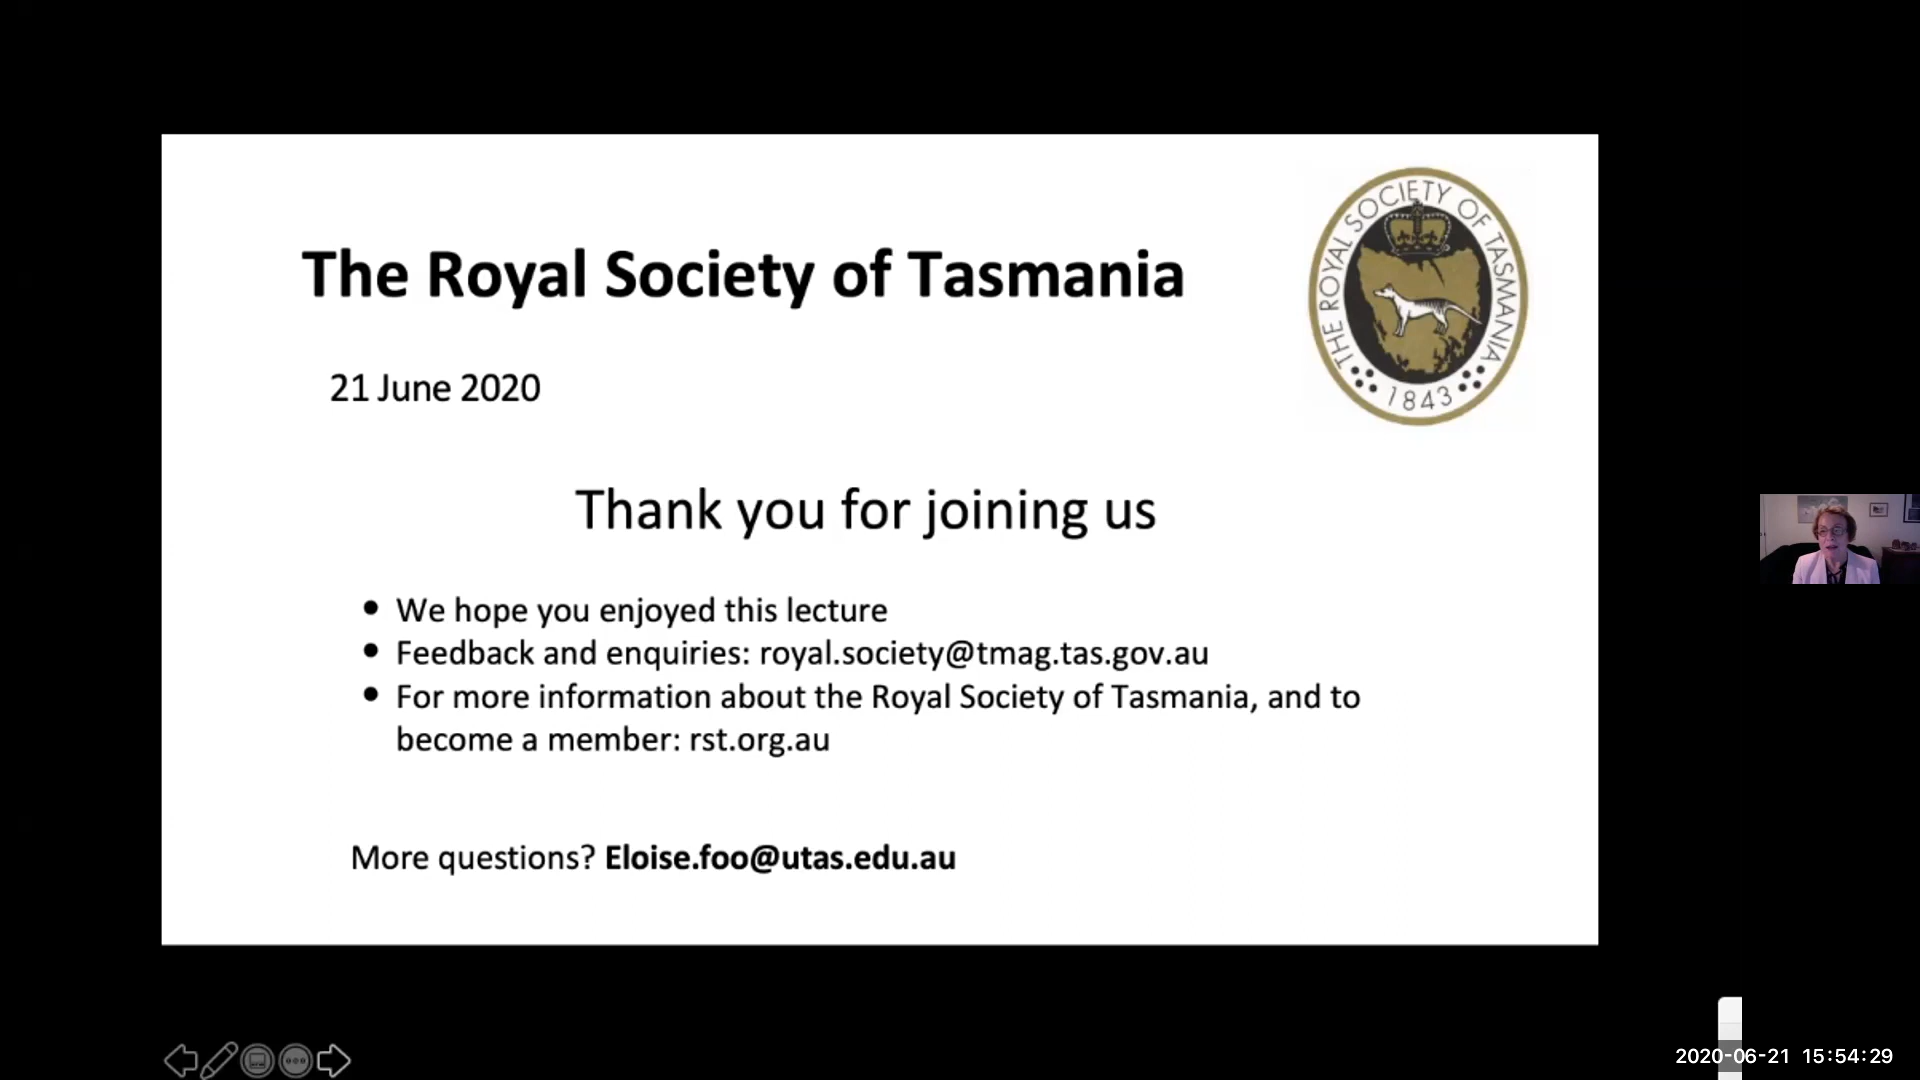 THE ROYAL SOCIETY OF TASMANIA
1843
The Royal Society of Tasmania
21 June 2020
Thank you for joining us
• We hope you enjoyed this lecture
• Feedback and enquiries: royal.society@tmag.tas.gov.au
• For more information about the Royal Society of Tasmania, and to
become a member: rst.org.au
More questions? Eloise.foo@utas.edu.au
2020-06-21 15:54:29